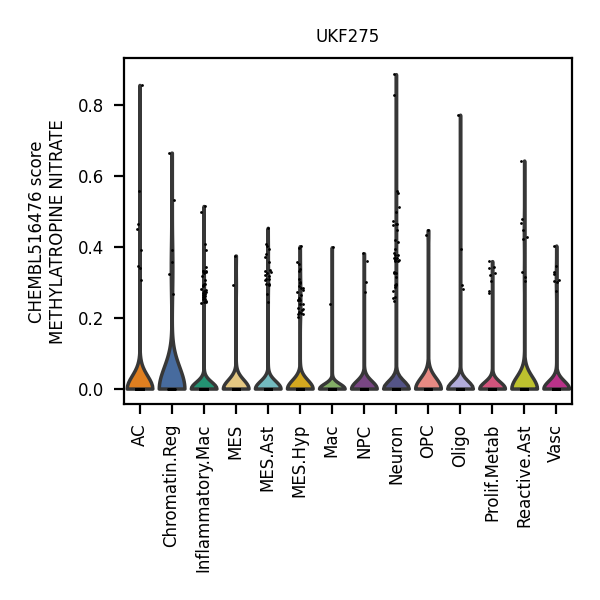 UKF275
CHEMBL516476 score
METHYLATROPINE NITRATE
0.8
0.6
0.4
0.2
0.0
AC
Chromatin.Reg
Inflammatory.Mac
MES
MES.Ast
MES.Hyp
Mac
NPC
Neuron
OPC
Oligo
Prolif.Metab
Reactive.Ast
Vasc